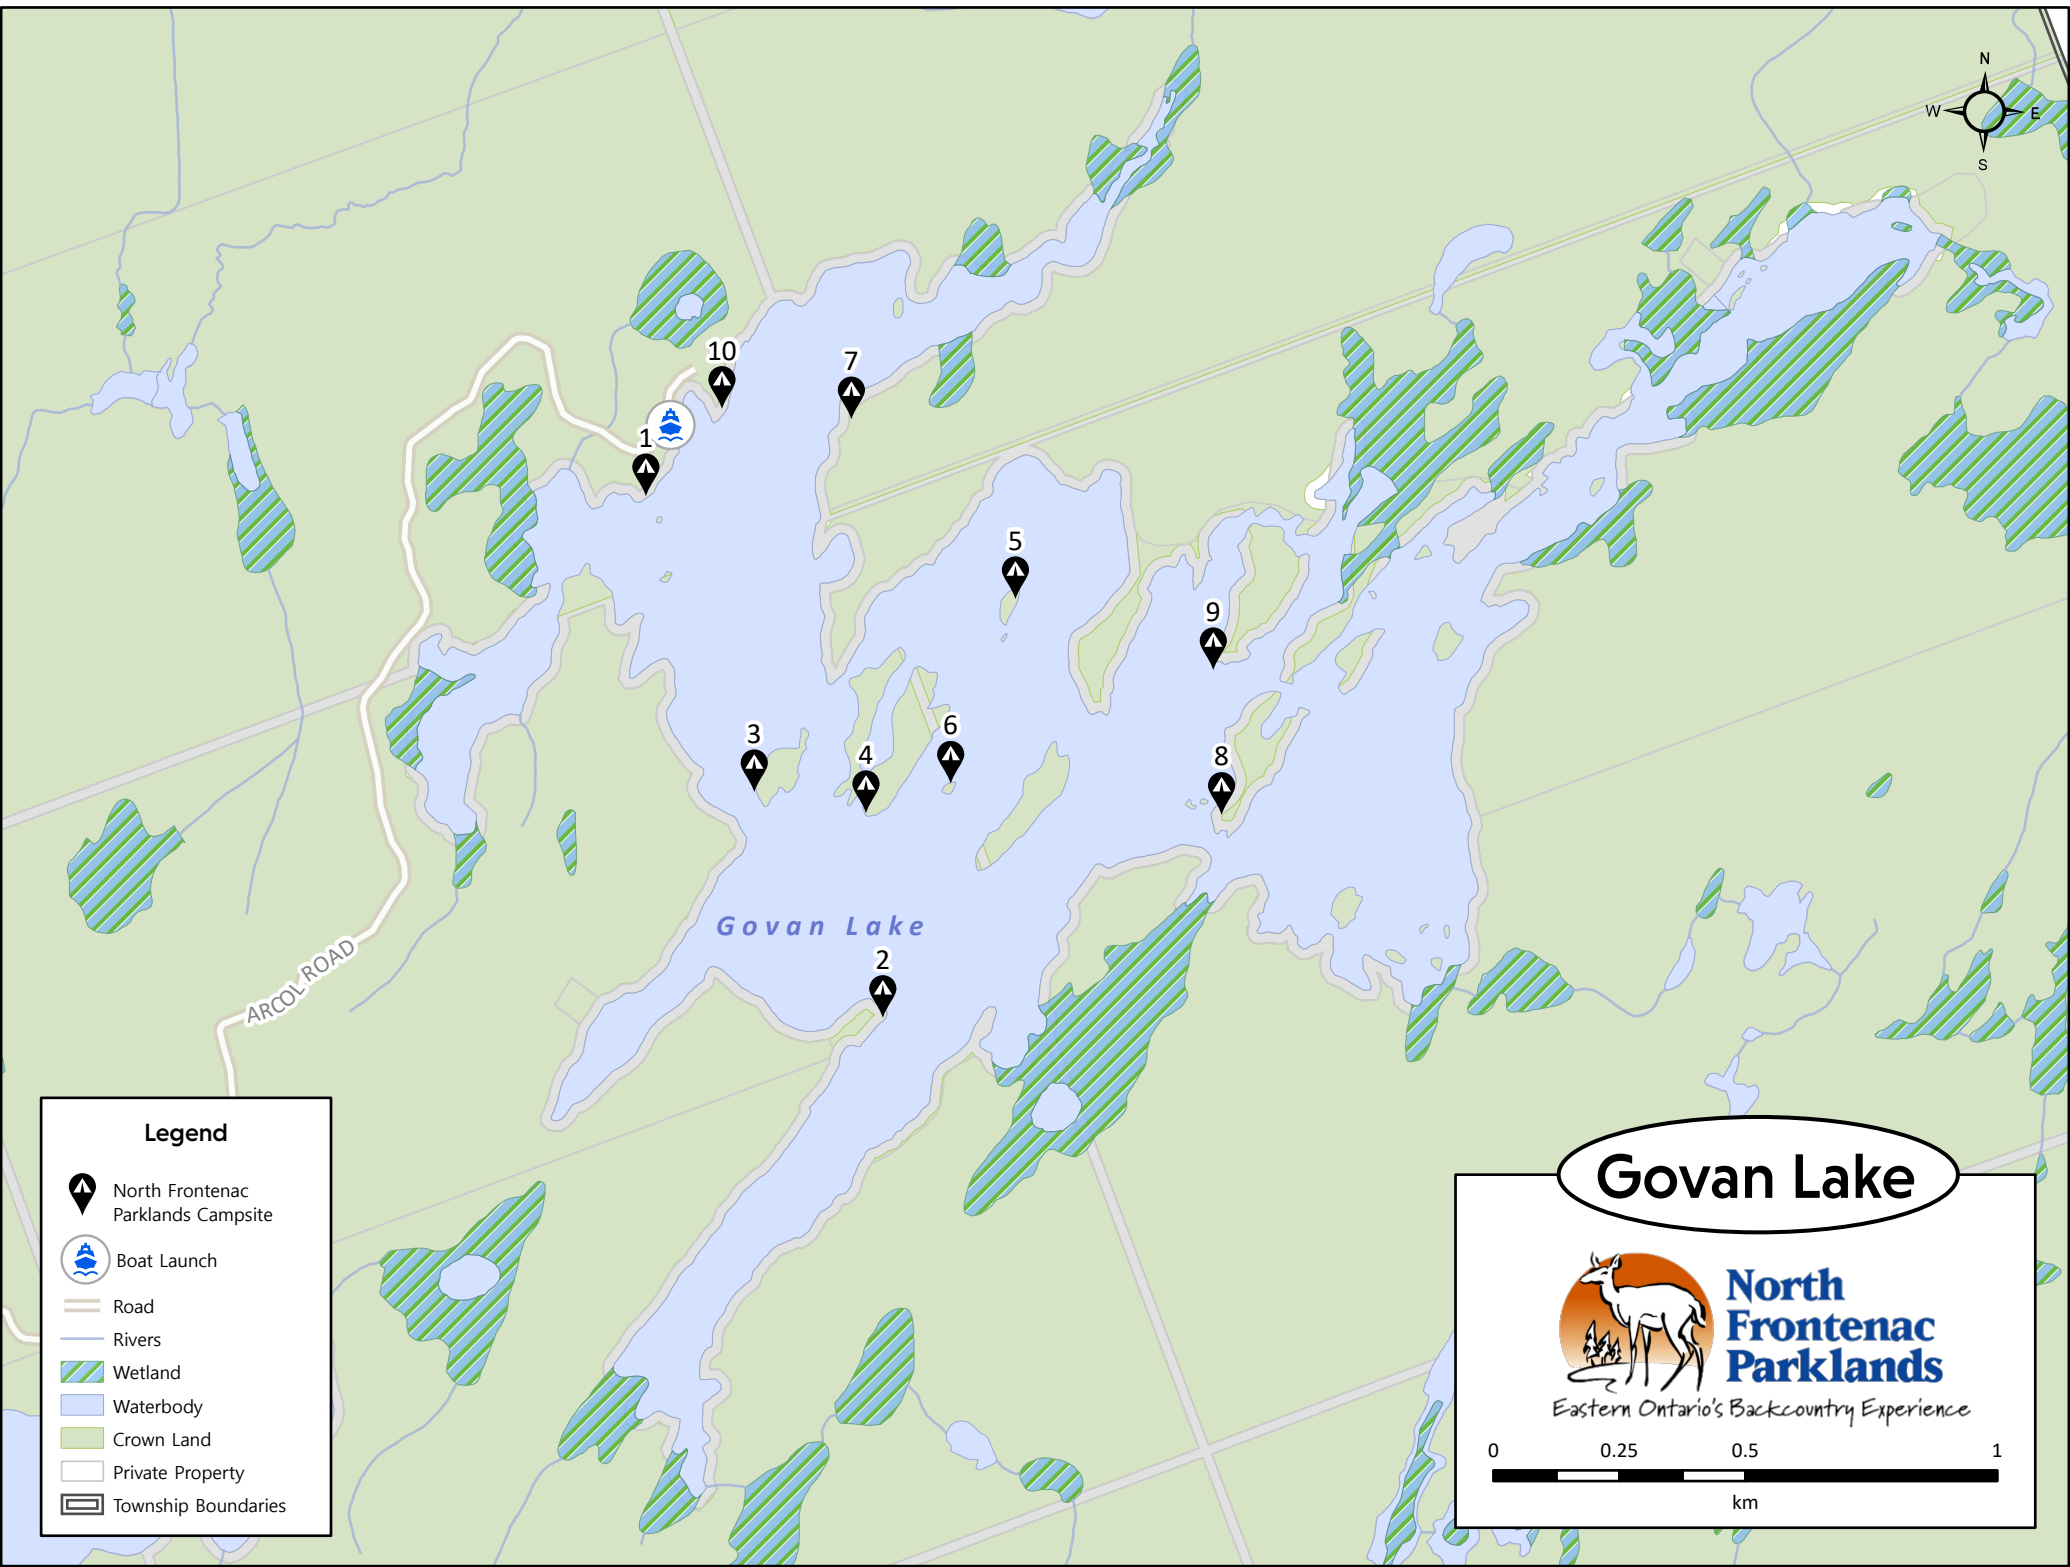 N
W
E
S
10
7
1
5
9
3
6
4
8
Govan Lake
2
ARCOL ROAD
Legend
North Frontenac
Parklands Campsite
Boat Launch
Road
Rivers
Wetland
Waterbody
Crown Land
Private Property
Township Boundaries
Govan Lake
North
Frontenac
Parklands
Eastern Ontario's Backcountry Experience
0 0.25 0.5 1
km